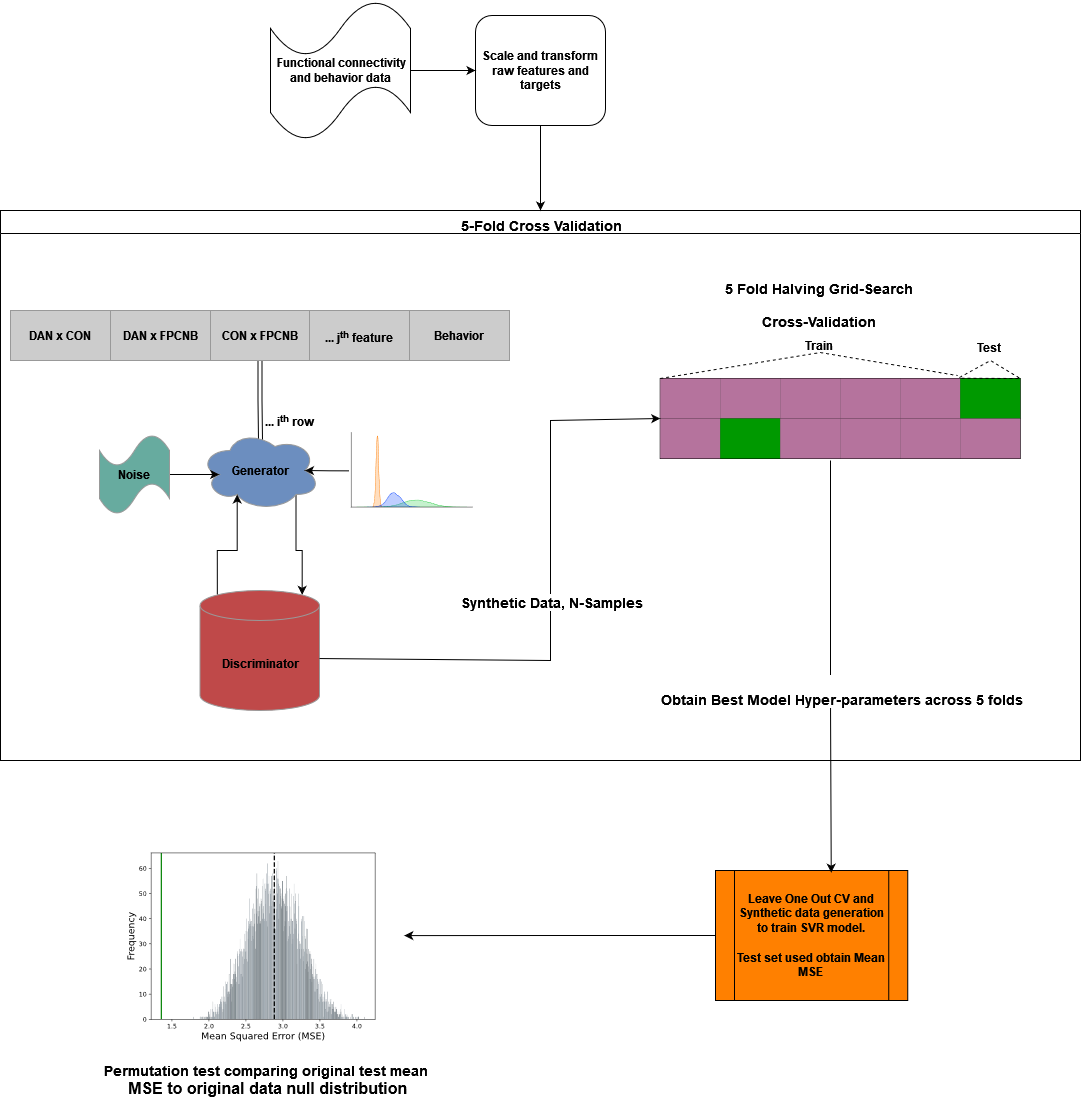 Functional connectivity
and behavior data
Scale and transform
raw features and
targets
5-Fold Cross Validation
5 Fold Halving Grid-Search
Cross-Validation
Train
Test
DAN x CON
DAN x FPCNB
CON x FPCNB
... jth feature
Behavior
... ith row
Noise
Generator
Discriminator
Synthetic Data, N-Samples
Obtain Best Model Hyper-parameters across 5 folds
Leave One Out CV and
Synthetic data generation
to train SVR model.
Test set used obtain Mean
MSE
Frequency
60
50
40
30
20
10
0
1.5
2.0
2.5
3.0
3.5
4.0
Mean Squared Error (MSE)
Permutation test comparing original test mean
MSE to original data null distribution